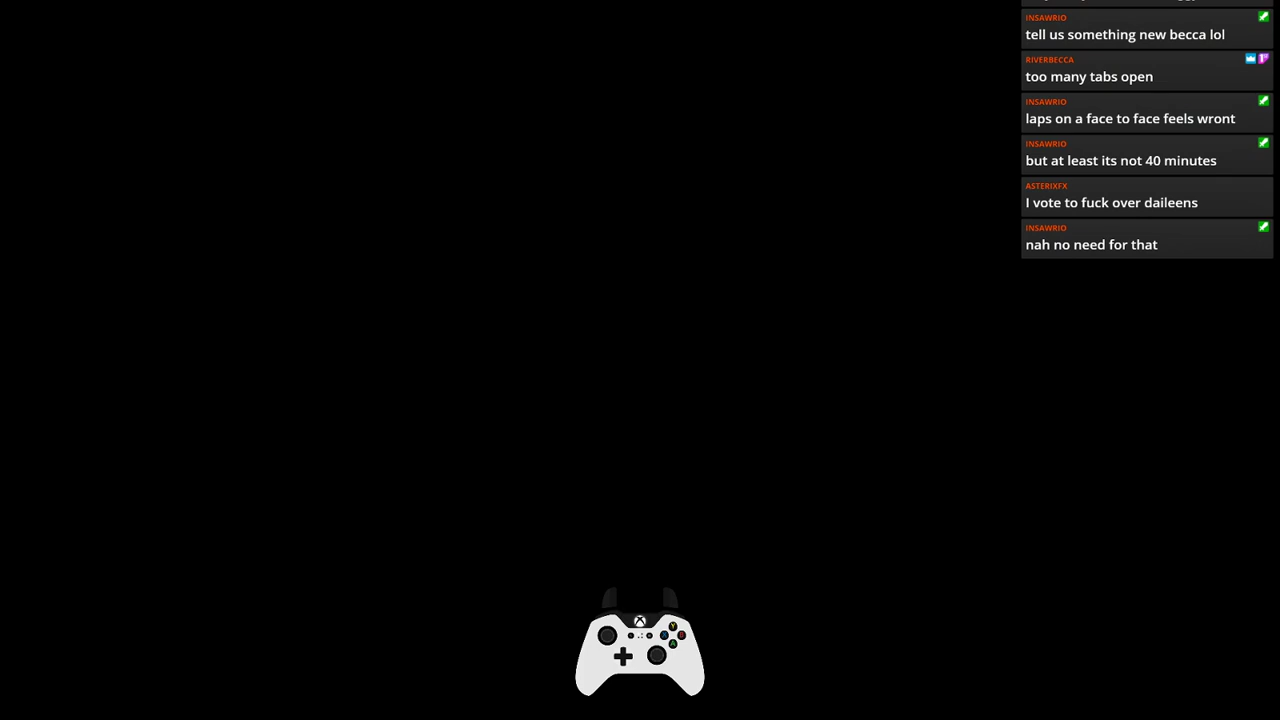 INSAWRIO
tell us something new becca lol
RIVERBECCA
too many tabs open
INSAWRIO
laps on a face to face feels wront
INSAWRIO
but at least its not 40 minutes
ASTERIXFX
I vote to fuck over daileens
INSAWRIO
nah no need for that
Y
X
B
A